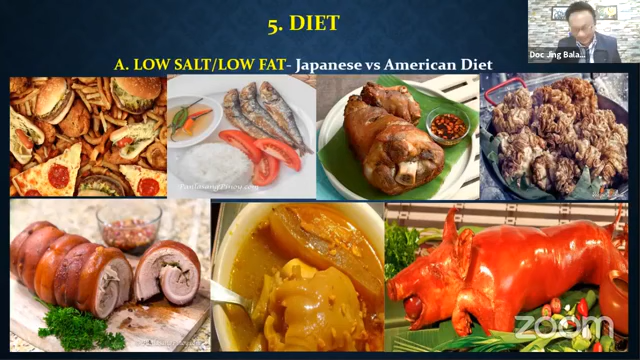 5. DIET
Doc Jing Bala...
A. LOW SALT/LOW FAT- Japanese vs American Diet
zoom